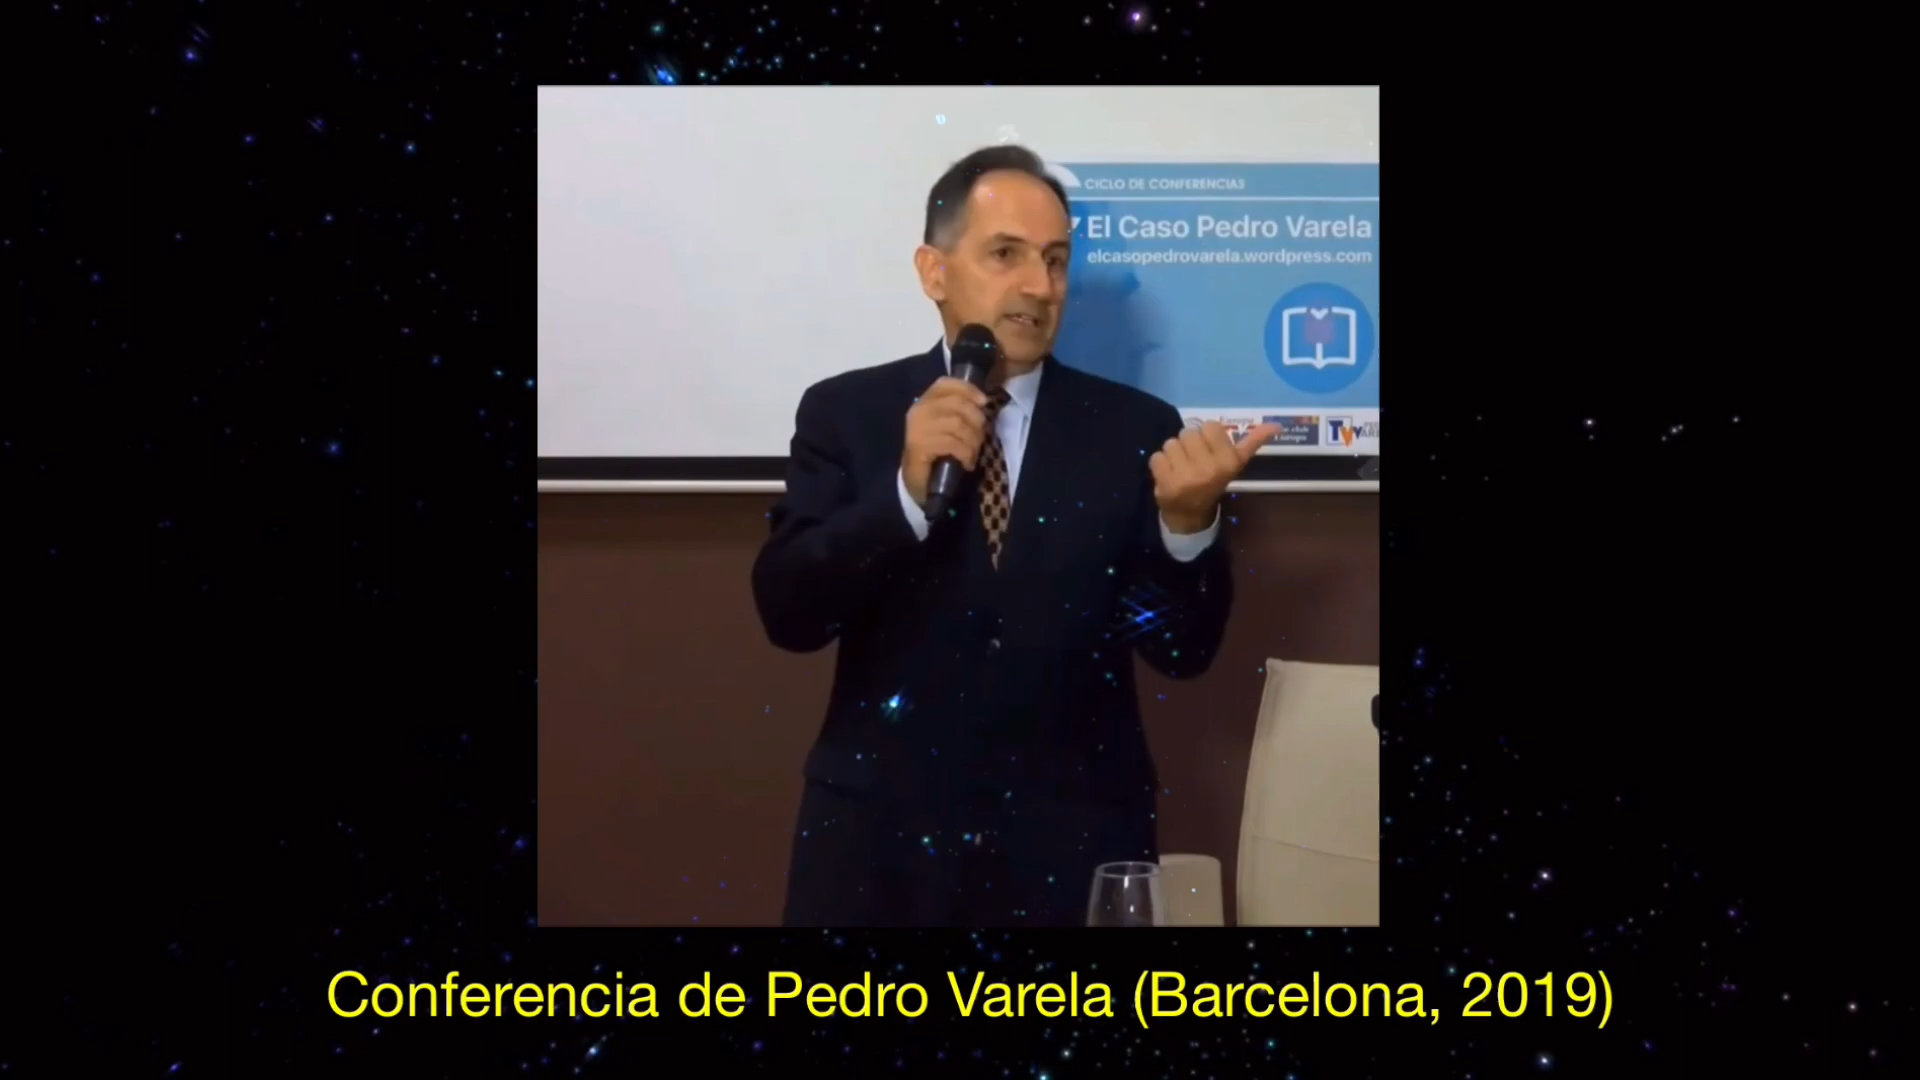 CICLO DE CONFERENCIAS
El Caso Pedro Varela
elcasopedrovarela.wordpress.com
Conferencia de Pedro Varela (Barcelona, 2019)